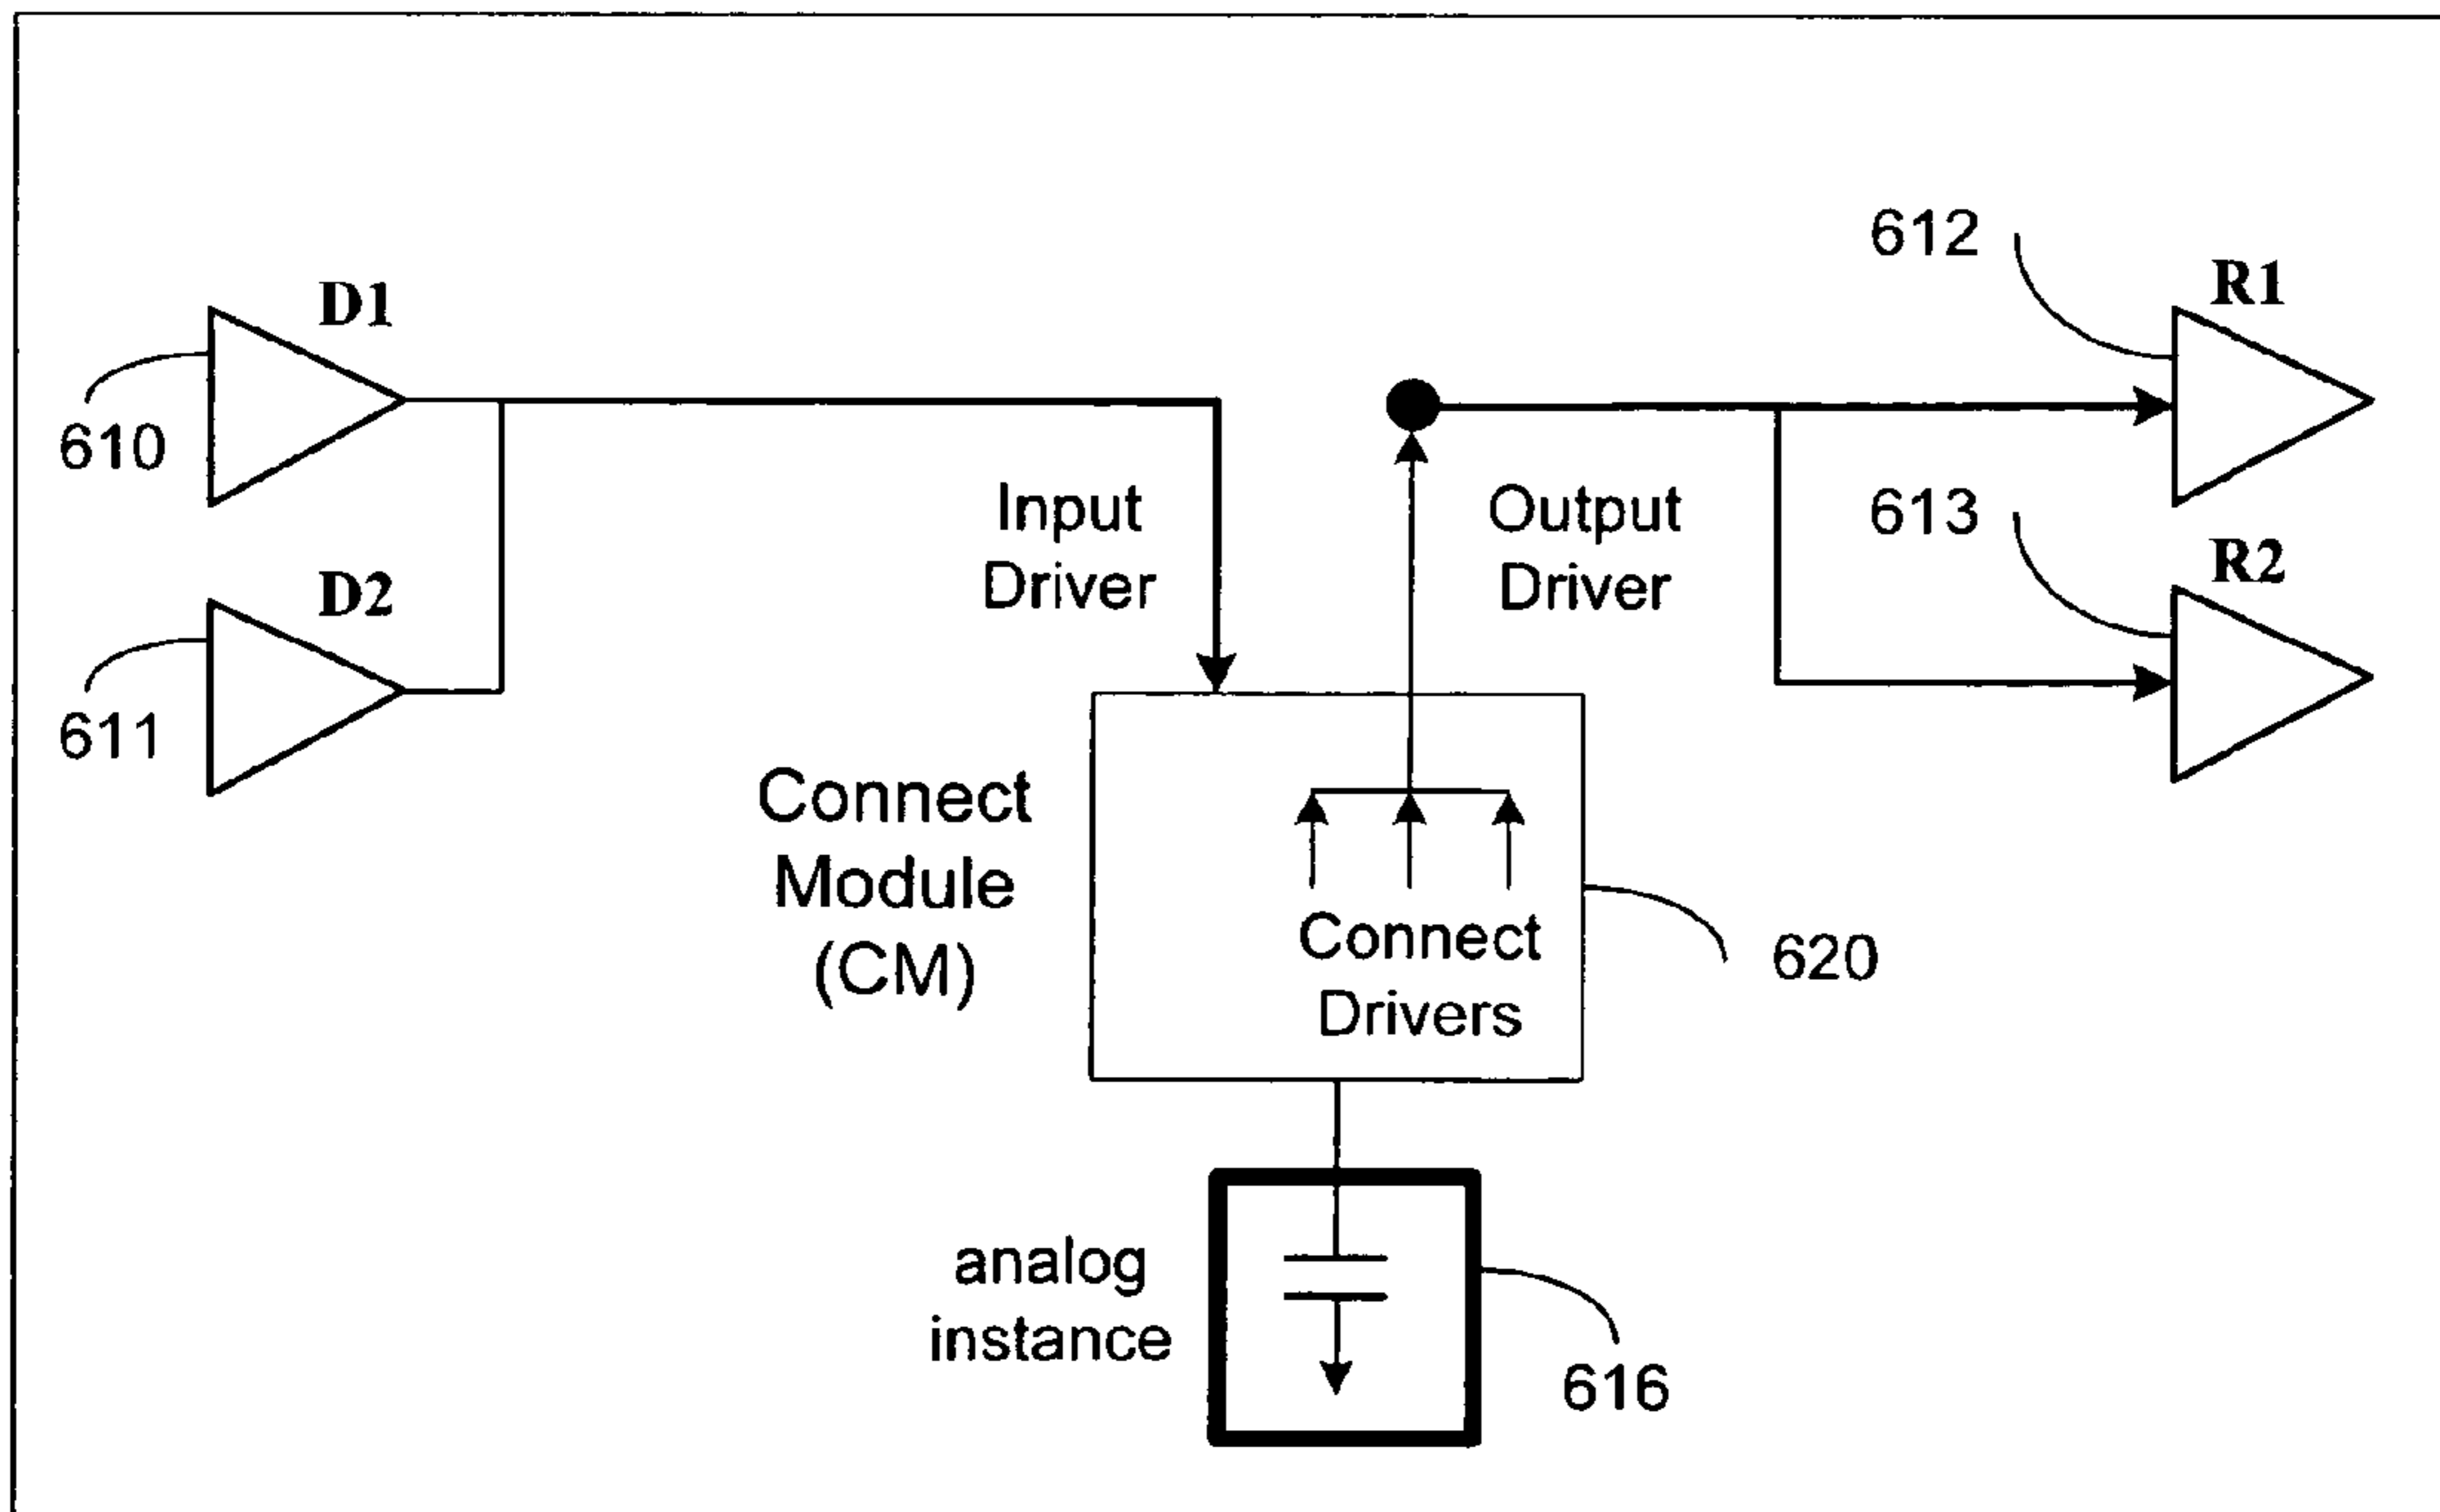 612
R1
D1
610
Input
Driver
Output
Driver
613
R2
D2
611
Connect
Module
(CM)
Connect
Drivers
620
analog
instance
616